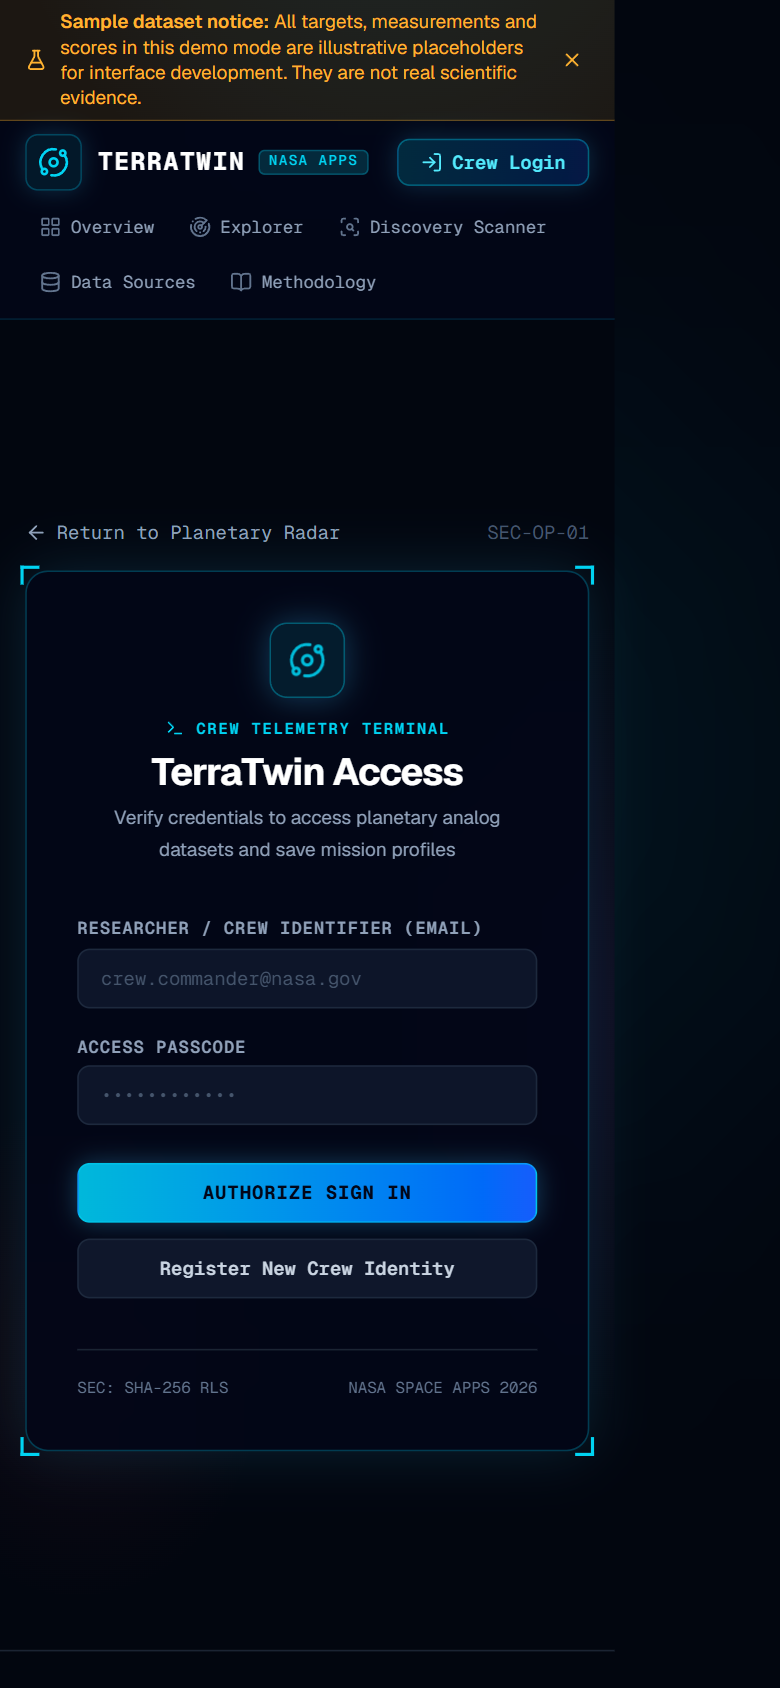 Sample dataset notice: All targets, measurements and
scores in this demo mode are illustrative placeholders
for interface development. They are not real scientific
evidence.
TERRATWIN NASA APPS Crew Login
Overview Explorer Discovery Scanner
Data Sources Methodology
Return to Planetary Radar SEC-OP-01
CREW TELEMETRY TERMINAL
TerraTwin Access
Verify credentials to access planetary analog
datasets and save mission profiles
RESEARCHER / CREW IDENTIFIER (EMAIL)
crew.commander@nasa.gov
ACCESS PASSCODE
••••••••••••
AUTHORIZE SIGN IN
Register New Crew Identity
SEC: SHA-256 RLS NASA SPACE APPS 2026